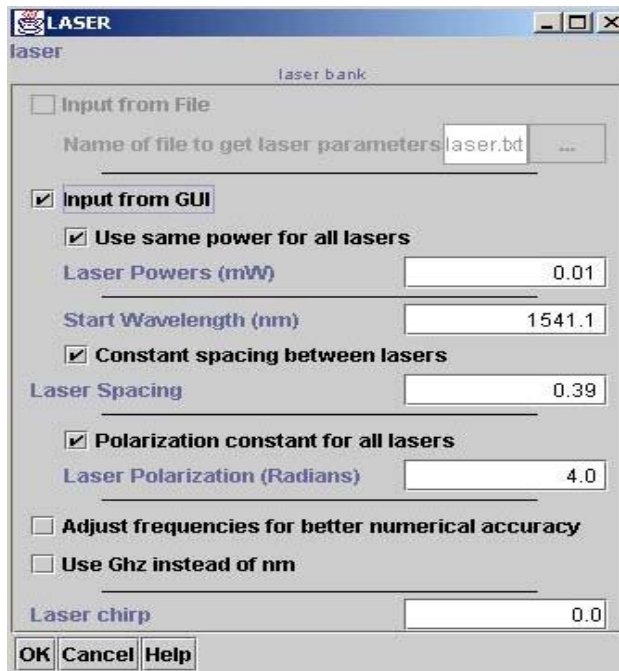 LASER
laser
laser bank
Input from File
Name of file to get laser parameters laser.txt ...
Input from GUI
Use same power for all lasers
Laser Powers (mW) 0.01
Start Wavelength (nm) 1541.1
Constant spacing between lasers
Laser Spacing 0.39
Polarization constant for all lasers
Laser Polarization (Radians) 4.0
Adjust frequencies for better numerical accuracy
Use Ghz instead of nm
Laser chirp 0.0
OK Cancel Help